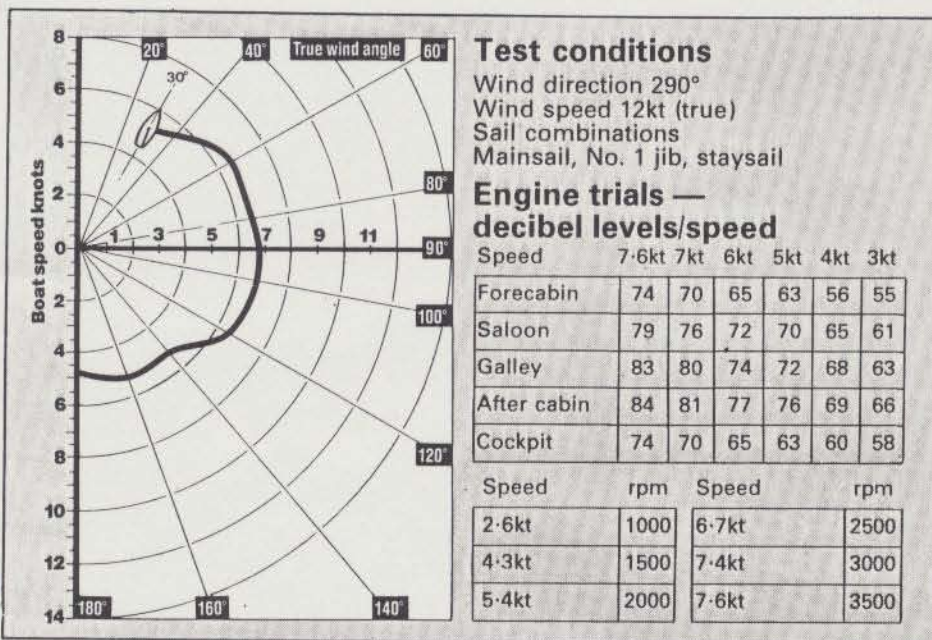 8
20°
40°
True wind angle
60°
6
30°
4
80°
2
Boat speed knots
0
1 3 5 7 9 11
90°
2
100°
4
6
120°
8
10
12
14
180°
160°
140°
Test conditions
Wind direction 290°
Wind speed 12kt (true)
Sail combinations
Mainsail, No. 1 jib, staysail
Engine trials —
decibel levels/speed
Speed 7·6kt 7kt 6kt 5kt 4kt 3kt
Forecabin 74 70 65 63 56 55
Saloon 79 76 72 70 65 61
Galley 83 80 74 72 68 63
After cabin 84 81 77 76 69 66
Cockpit 74 70 65 63 60 58
Speed rpm Speed rpm
2·6kt 1000 6·7kt 2500
4·3kt 1500 7·4kt 3000
5·4kt 2000 7·6kt 3500